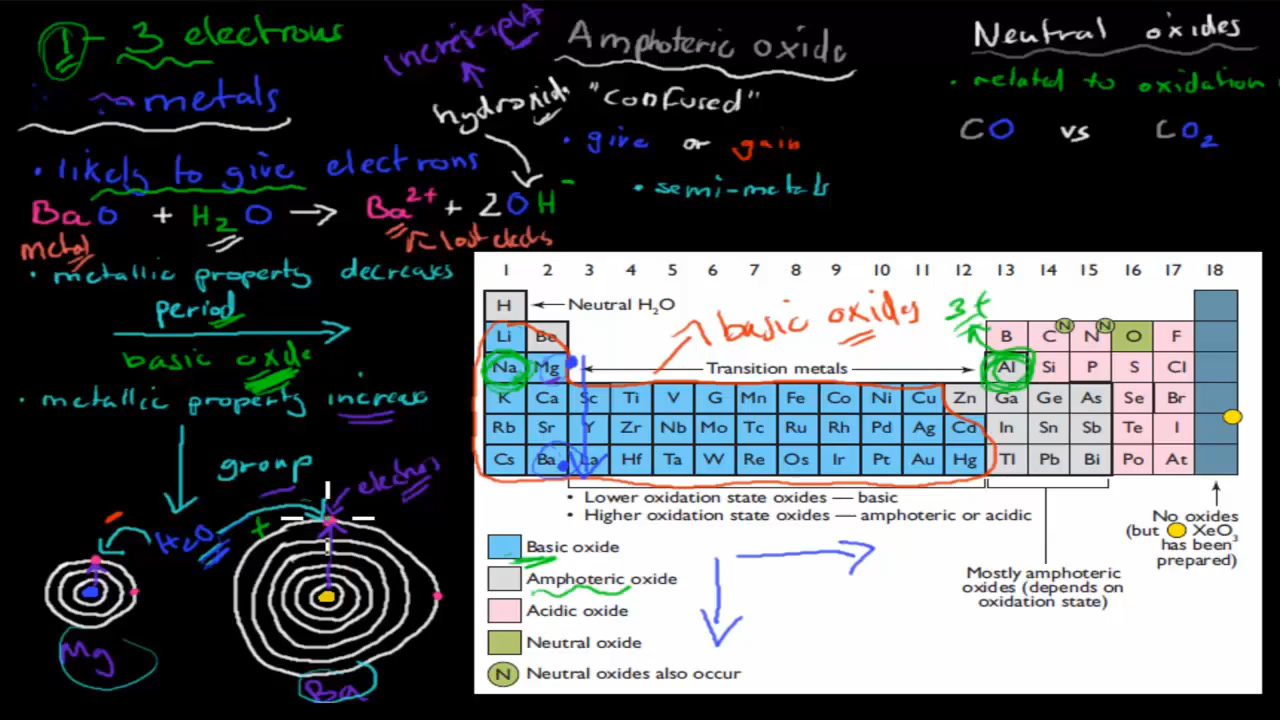 1 - 3 electrons
metals
• likely to give electrons
BaO + H2O → Ba2+ + 2OH-
metal
lost elects
• metallic property decreases
period
basic oxide
• metallic property increase
group
electron
H2O
- +
Mg
Ba
hydroxide
Amphoteric oxide
"confused"
• give or gain
• semi-metals
Neutral oxides
• related to oxidation
CO vs CO2
1 2 3 4 5 6 7 8 9 10 11 12 13 14 15 16 17 18
H ← Neutral H2O
basic oxides
3+
Li Be B C N N N O F
Na Mg Transition metals Al Si P S Cl
K Ca Sc Ti V G Mn Fe Co Ni Cu Zn Ga Ge As Se Br
Rb Sr Y Zr Nb Mo Tc Ru Rh Pd Ag Cd In Sn Sb Te I
Cs Ba La Hf Ta W Re Os Ir Pt Au Hg Tl Pb Bi Po At
• Lower oxidation state oxides — basic
• Higher oxidation state oxides — amphoteric or acidic
Basic oxide
Amphoteric oxide
Acidic oxide
Neutral oxide
N Neutral oxides also occur
Mostly amphoteric
oxides (depends on
oxidation state)
No oxides
(but XeO3
has been
prepared)